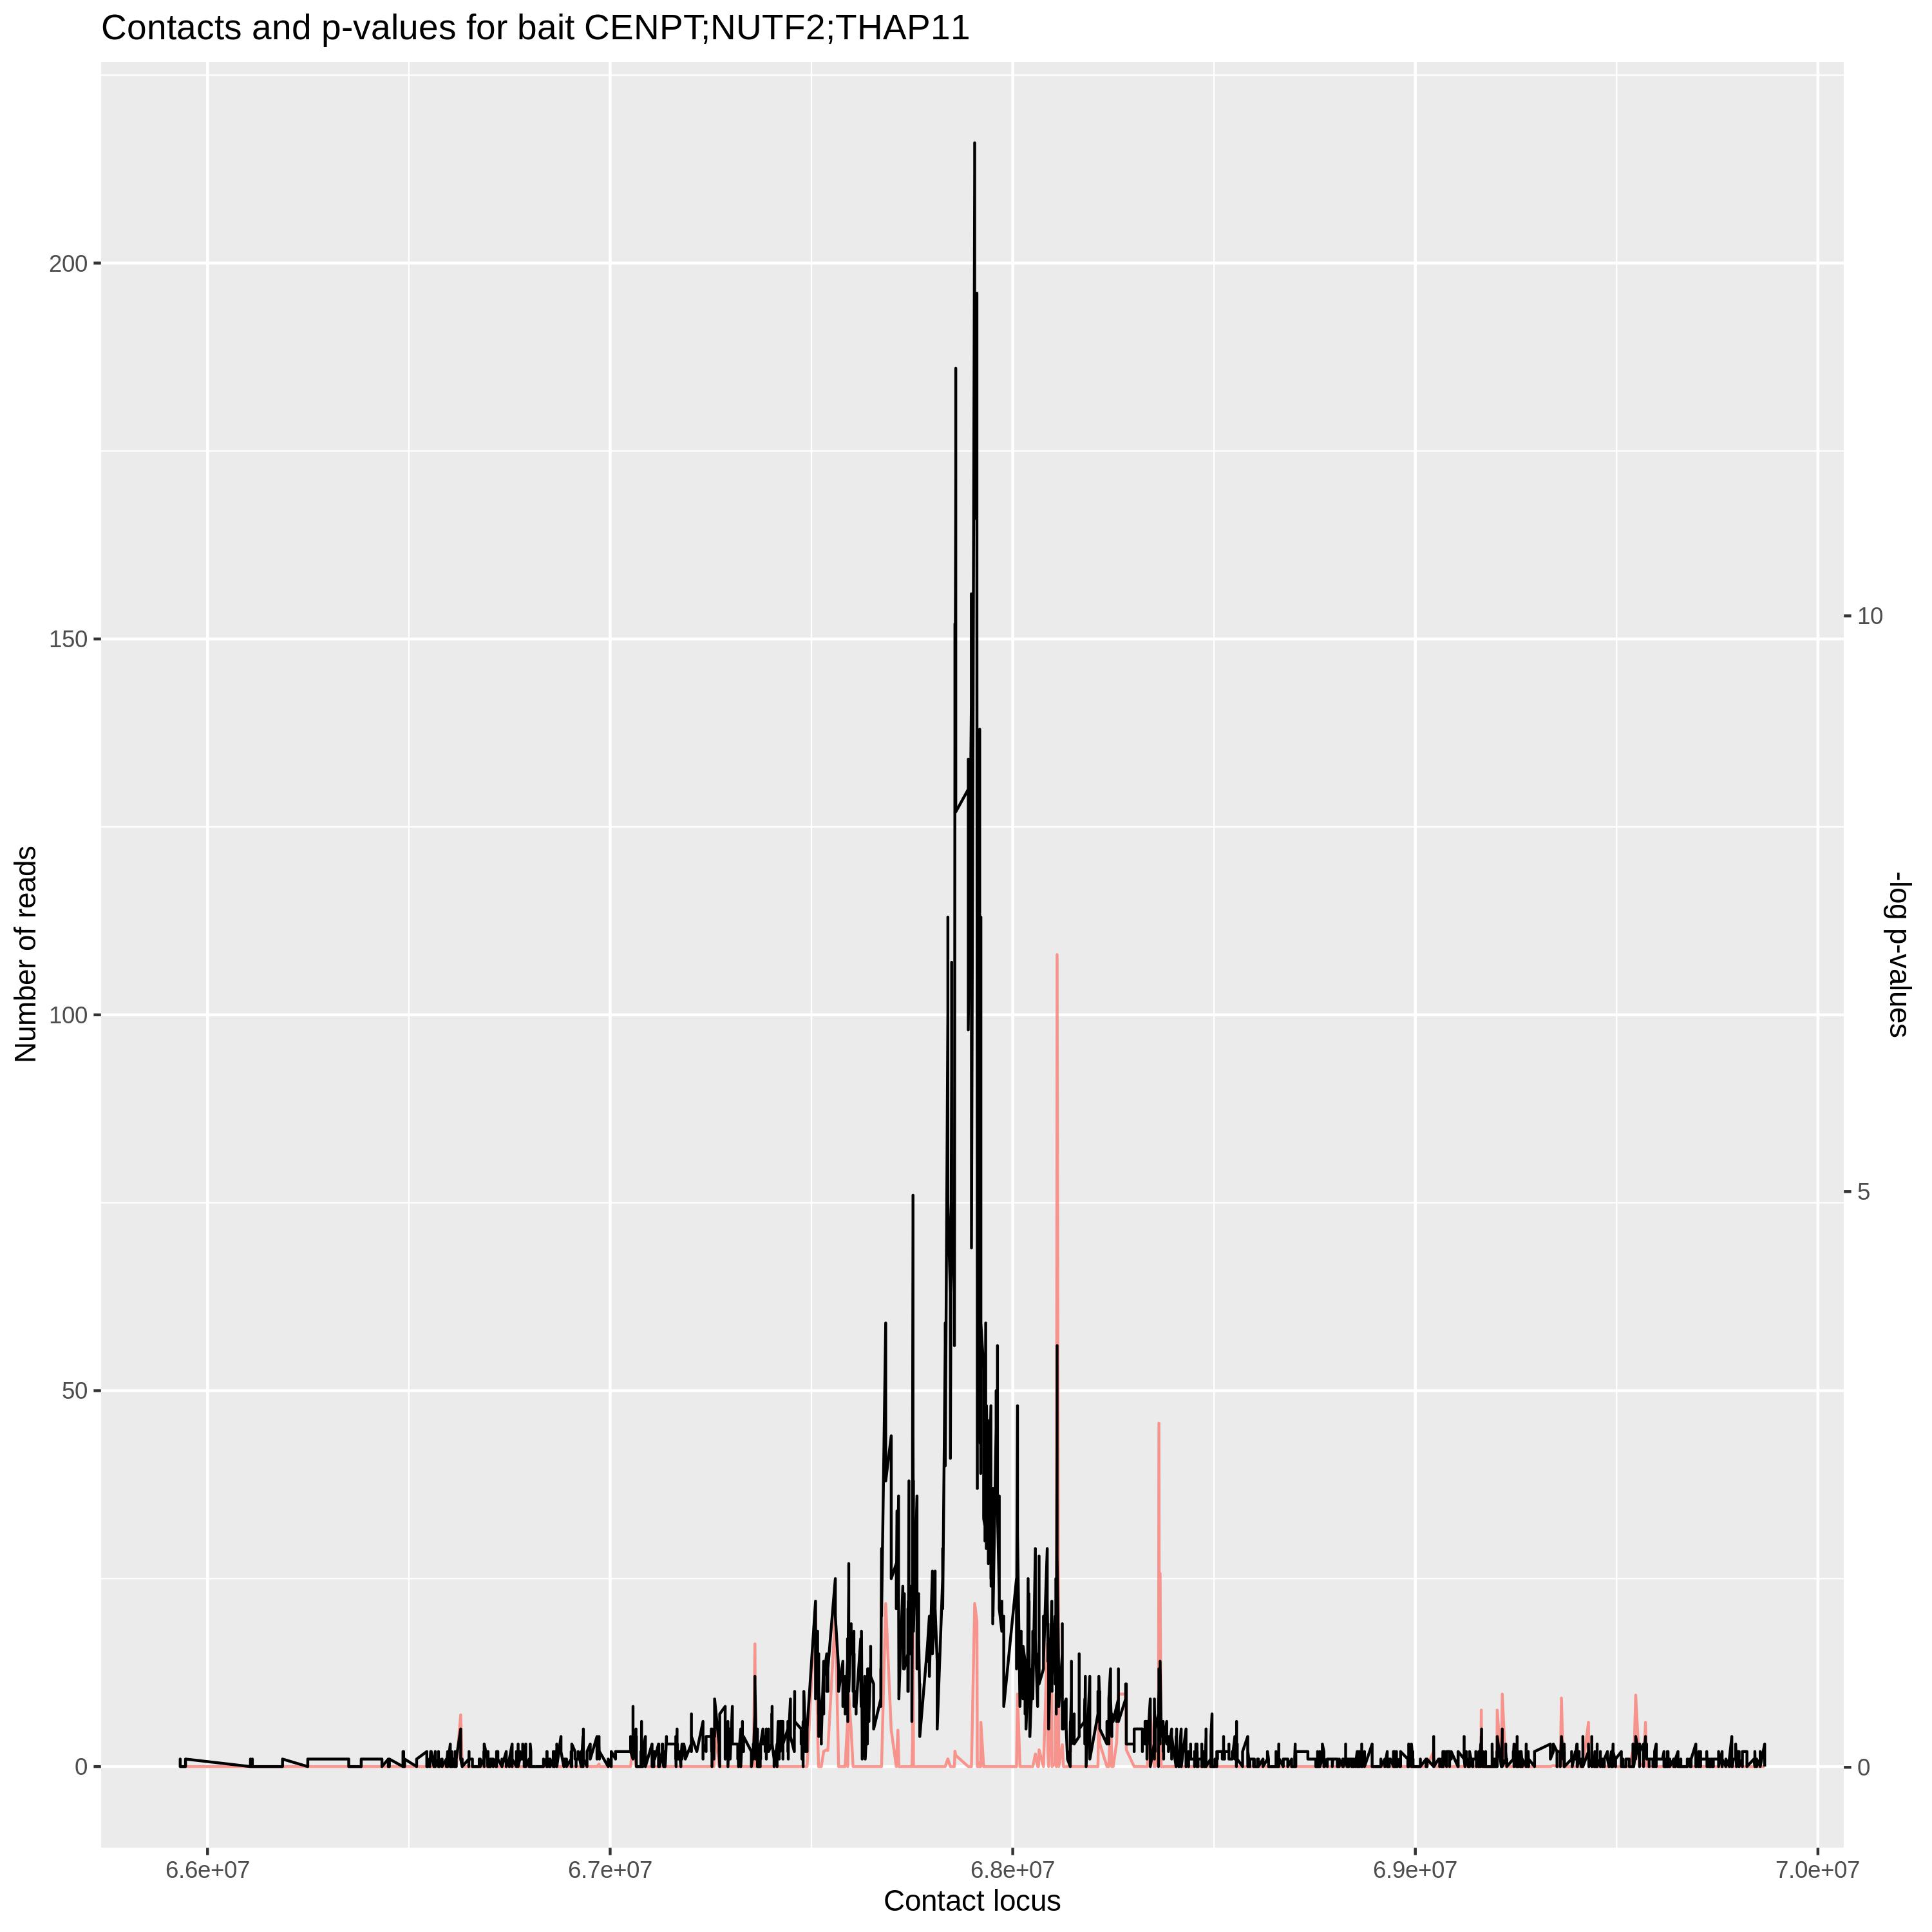 Contacts and p-values for bait CENPT;NUTF2;THAP11
200
150
100
50
0
Number of reads
10
5
0
-log p-values
6.6e+07
6.7e+07
6.8e+07
6.9e+07
7.0e+07
Contact locus